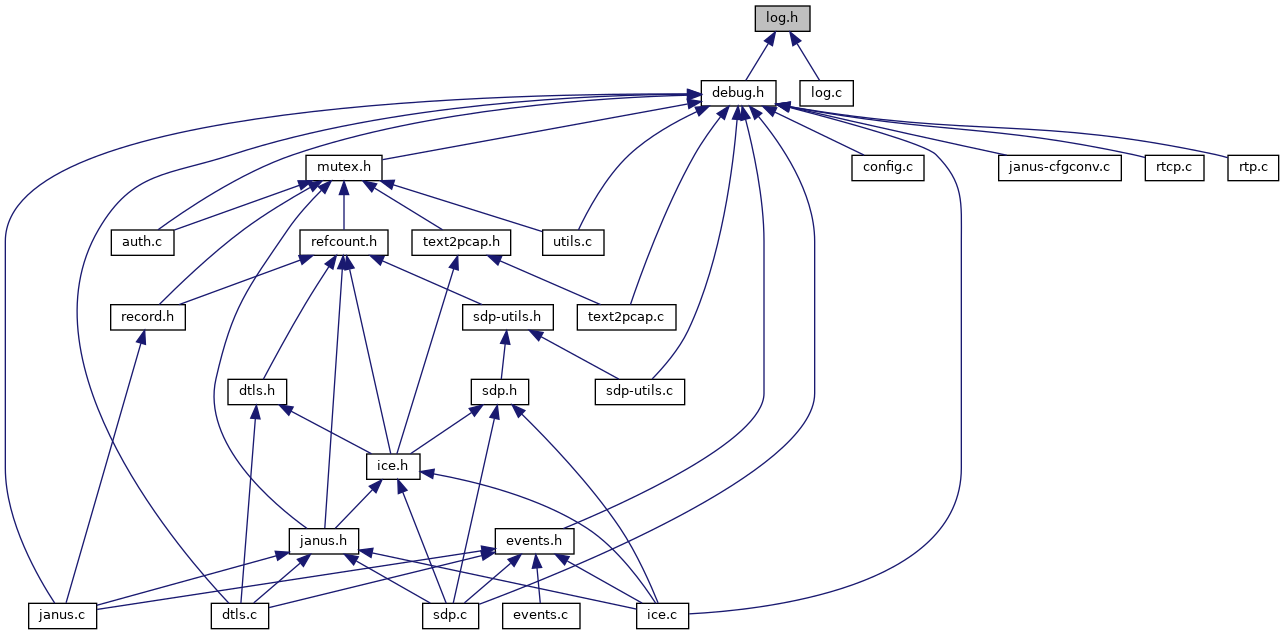 log.h
debug.h
log.c
mutex.h
config.c
janus-cfgconv.c
rtcp.c
rtp.c
auth.c
refcount.h
text2pcap.h
utils.c
record.h
sdp-utils.h
text2pcap.c
dtls.h
sdp.h
sdp-utils.c
ice.h
janus.h
events.h
janus.c
dtls.c
sdp.c
events.c
ice.c